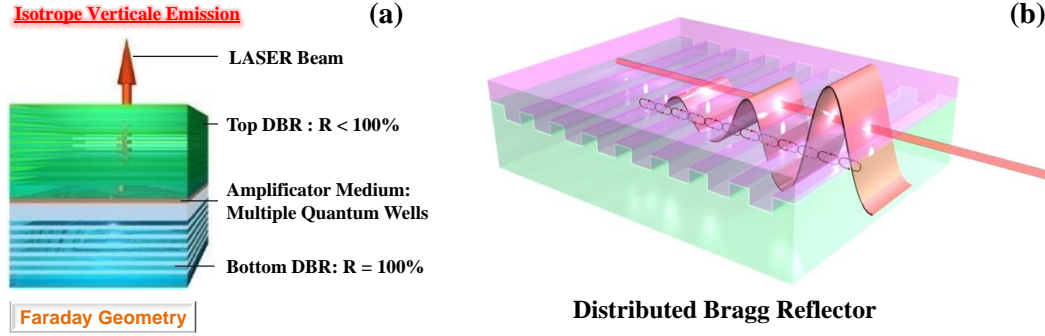 Isotrope Verticale Emission
(a)
LASER Beam
Top DBR : R < 100%
Amplificator Medium:
Multiple Quantum Wells
Bottom DBR: R = 100%
Faraday Geometry
(b)
Distributed Bragg Reflector